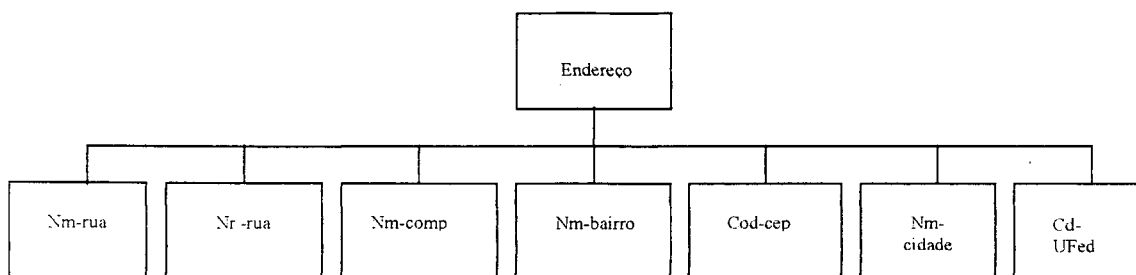 Endereço
Nm-rua
Nr -rua
Nm-comp
Nm-bairro
Cod-cep
Nm-
cidade
Cd-
UFed